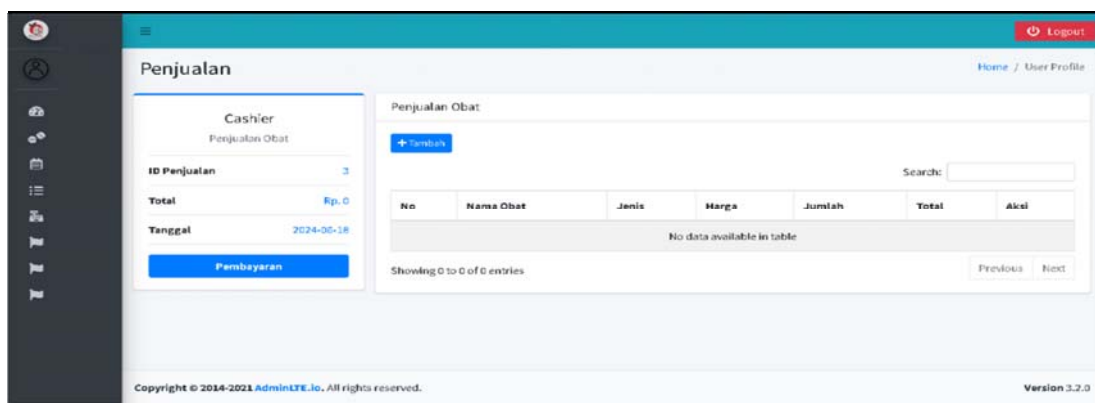 Logout
Penjualan
Home / User Profile
Cashier
Penjualan Obat
ID Penjualan 3
Total Rp. 0
Tanggal 2024-06-18
Pembayaran
Penjualan Obat
+ Tambah
Search:
No Nama Obat Jenis Harga Jumlah Total Aksi
No data available in table
Showing 0 to 0 of 0 entries
Previous Next
Copyright © 2014-2021 AdminLTE.io. All rights reserved.
Version 3.2.0